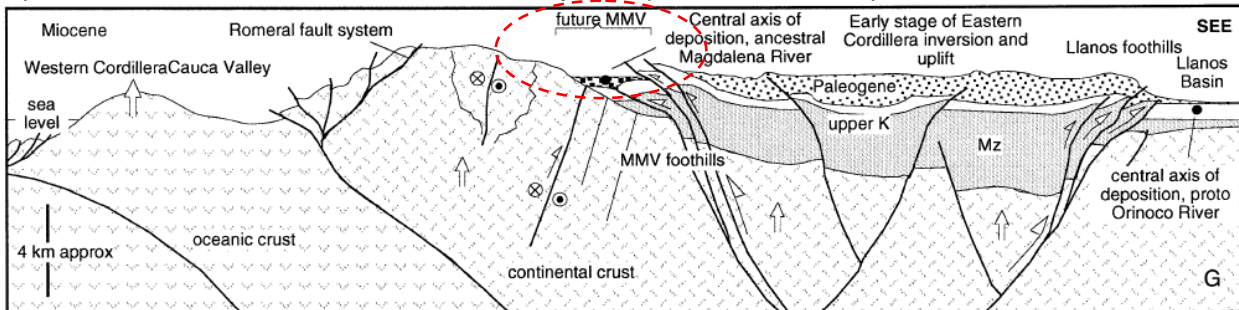 Miocene
Romeral fault system
future MMV
Central axis of
deposition, ancestral
Magdalena River
Early stage of Eastern
Cordillera inversion and
uplift
SEE
Llanos foothills
Llanos
Basin
Western CordilleraCauca Valley
sea
level
Paleogene
upper K
Mz
MMV foothills
central axis of
deposition, proto
Orinoco River
oceanic crust
4 km approx
continental crust
G